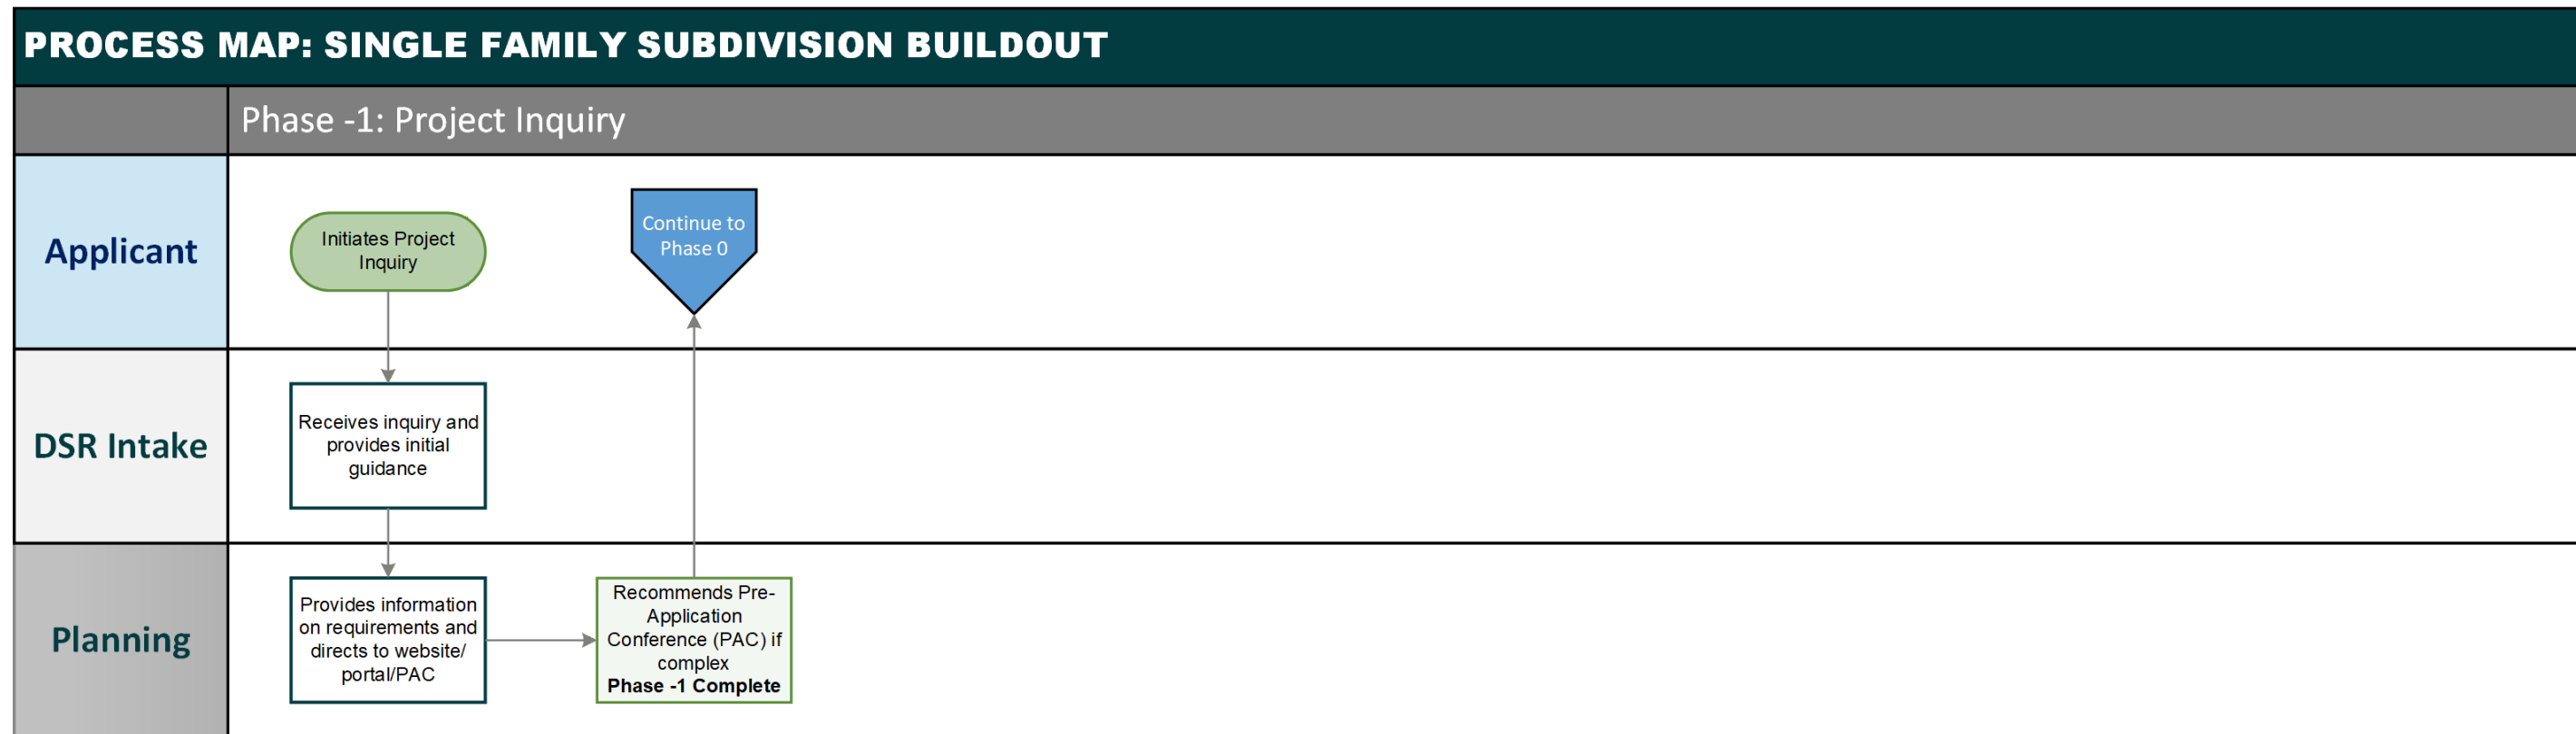 PROCESS MAP: SINGLE FAMILY SUBDIVISION BUILDOUT
Phase -1: Project Inquiry
Applicant
Initiates Project
Inquiry
Continue to
Phase 0
DSR Intake
Receives inquiry and
provides initial
guidance
Planning
Provides information
on requirements and
directs to website/
portal/PAC
Recommends Pre-
Application
Conference (PAC) if
complex
Phase -1 Complete